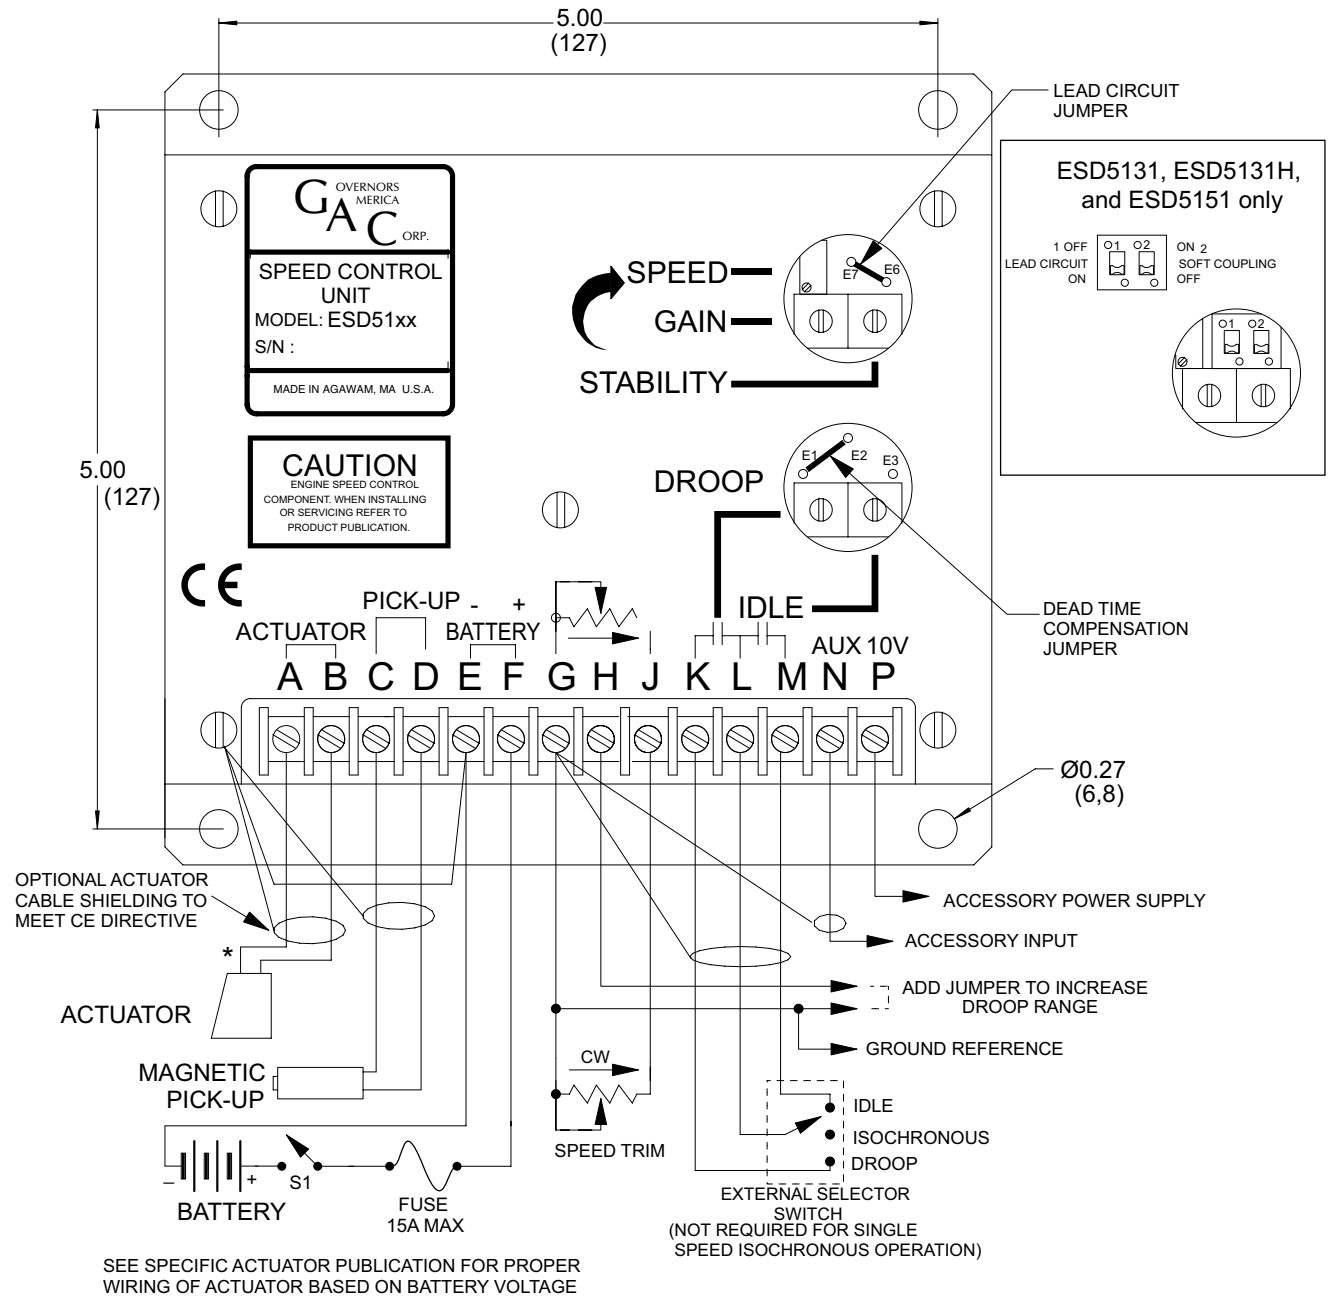 5.00
(127)
LEAD CIRCUIT
JUMPER
ESD5131, ESD5131H,
and ESD5151 only
1 OFF
LEAD CIRCUIT
ON
1 2
ON 2
SOFT COUPLING
OFF
1 2
GOVERNORS
AMERICA
CORP.
SPEED CONTROL
UNIT
MODEL: ESD51xx
S/N :
MADE IN AGAWAM, MA U.S.A.
SPEED
GAIN
STABILITY
E7 E6
5.00
(127)
CAUTION
ENGINE SPEED CONTROL
COMPONENT. WHEN INSTALLING
OR SERVICING REFER TO
PRODUCT PUBLICATION.
DROOP
E1 E2 E3
CE
PICK-UP - +
ACTUATOR BATTERY
IDLE
AUX 10V
DEAD TIME
COMPENSATION
JUMPER
A B C D E F G H J K L M N P
Ø0.27
(6,8)
OPTIONAL ACTUATOR
CABLE SHIELDING TO
MEET CE DIRECTIVE
*
ACTUATOR
ACCESSORY POWER SUPPLY
ACCESSORY INPUT
ADD JUMPER TO INCREASE
DROOP RANGE
GROUND REFERENCE
MAGNETIC
PICK-UP
CW
SPEED TRIM
IDLE
ISOCHRONOUS
DROOP
– +
S1
BATTERY
FUSE
15A MAX
EXTERNAL SELECTOR
SWITCH
(NOT REQUIRED FOR SINGLE
SPEED ISOCHRONOUS OPERATION)
SEE SPECIFIC ACTUATOR PUBLICATION FOR PROPER
WIRING OF ACTUATOR BASED ON BATTERY VOLTAGE